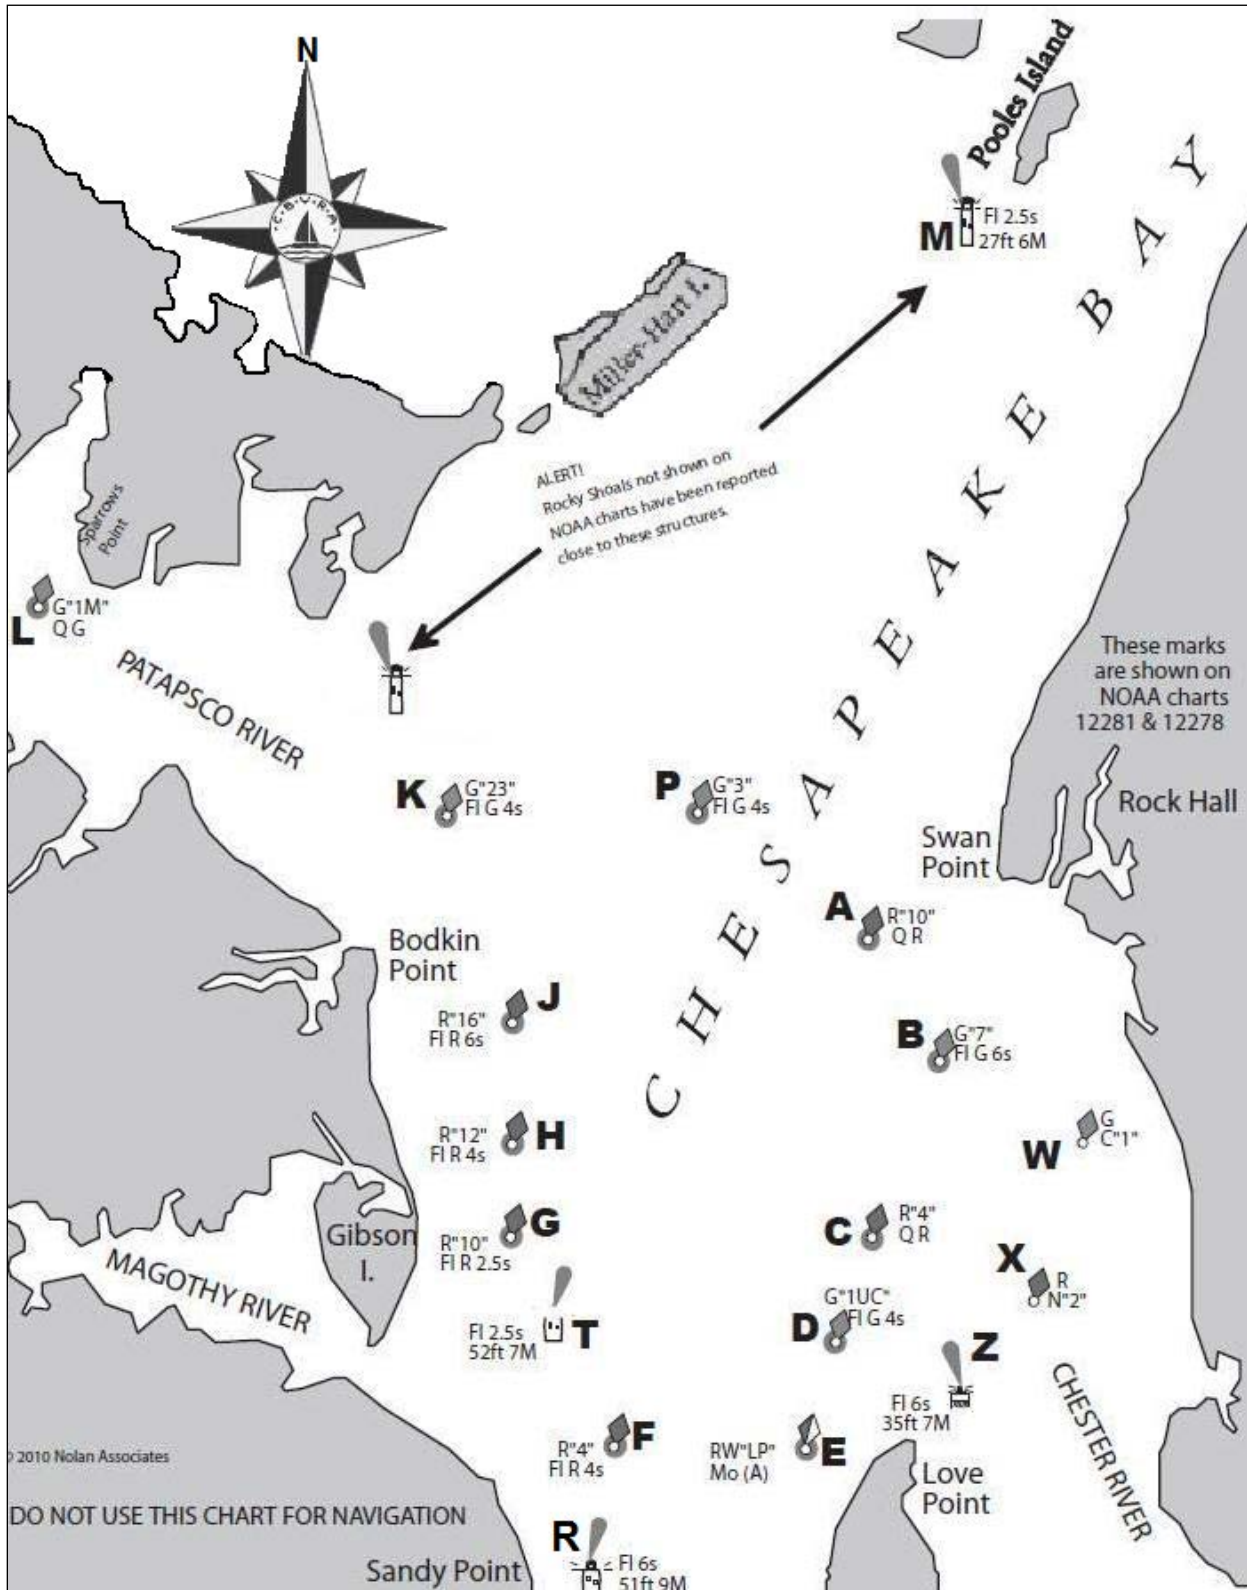 N
C·B·Y·R·A
Pooles Island
M
Fl 2.5s
27ft 6M
Miller-Hart I.
CHESAPEAKE BAY
ALERT!
Rocky Shoals not shown on
NOAA charts have been reported
close to these structures.
Sparrows
Point
L
G"1M"
Q G
PATAPSCO RIVER
These marks
are shown on
NOAA charts
12281 & 12278
K
G"23"
Fl G 4s
P
G"3"
Fl G 4s
Rock Hall
Swan
Point
A
R"10"
Q R
Bodkin
Point
J
R"16"
Fl R 6s
B
G"7"
Fl G 6s
H
R"12"
Fl R 4s
W
G
C"1"
G
R"10"
Fl R 2.5s
C
R"4"
Q R
Gibson
I.
MAGOTHY RIVER
X
R
N"2"
T
Fl 2.5s
52ft 7M
G"1UC"
D
Fl G 4s
Z
Fl 6s
35ft 7M
CHESTER RIVER
F
R"4"
Fl R 4s
RW"LP"
Mo (A)
E
© 2010 Nolan Associates
Love
Point
DO NOT USE THIS CHART FOR NAVIGATION
R
Fl 6s
51ft 9M
Sandy Point